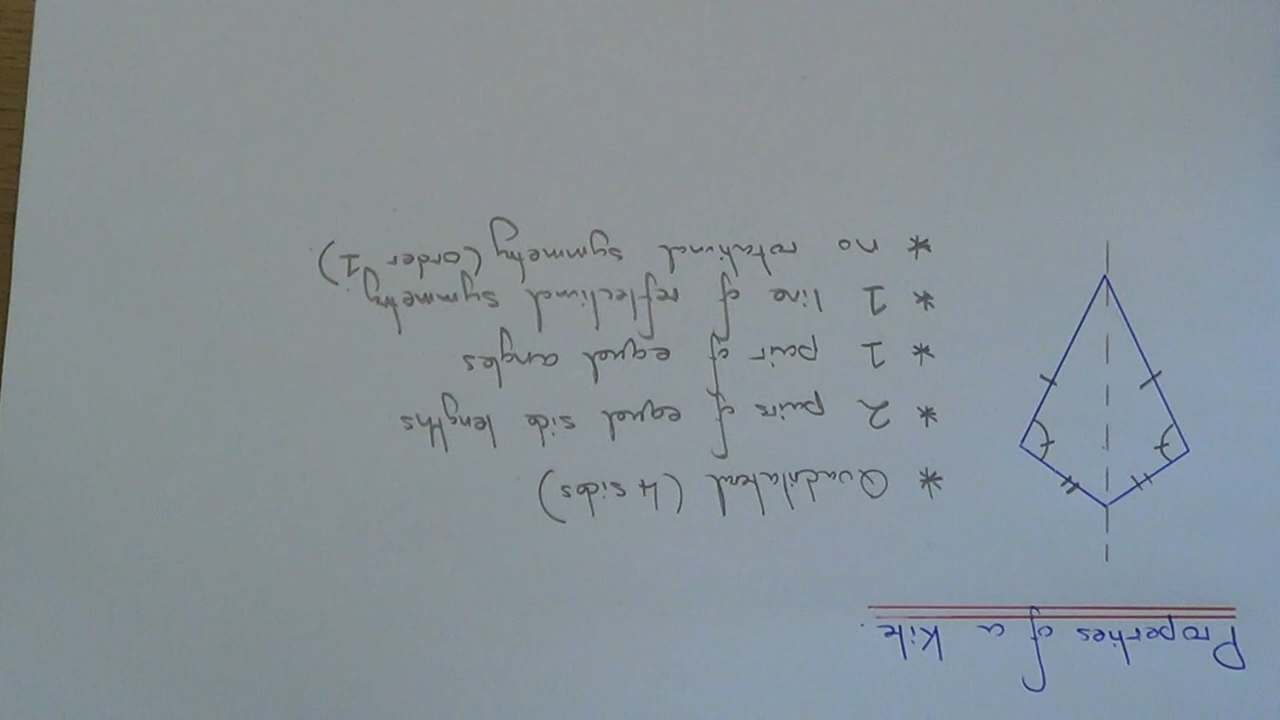 Properties of a Kite.
* Quadrilateral (4 sides)
* 2 pairs of equal side lengths
* 1 pair of equal angles
* 1 line of reflectional symmetry.
* no rotational symmetry (order 1).